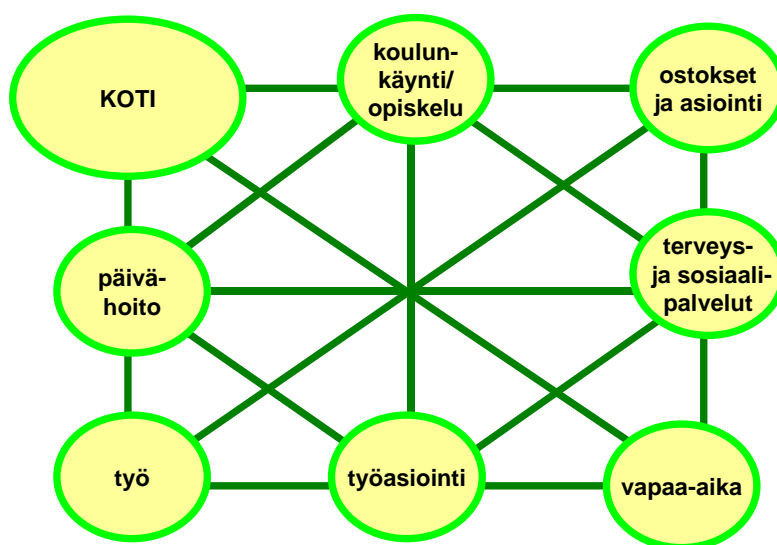 KOTI
koulun-
käynti/
opiskelu
ostokset
ja asiointi
päivä-
hoito
terveys-
ja sosiaali-
palvelut
työ
työasiointi
vapaa-aika